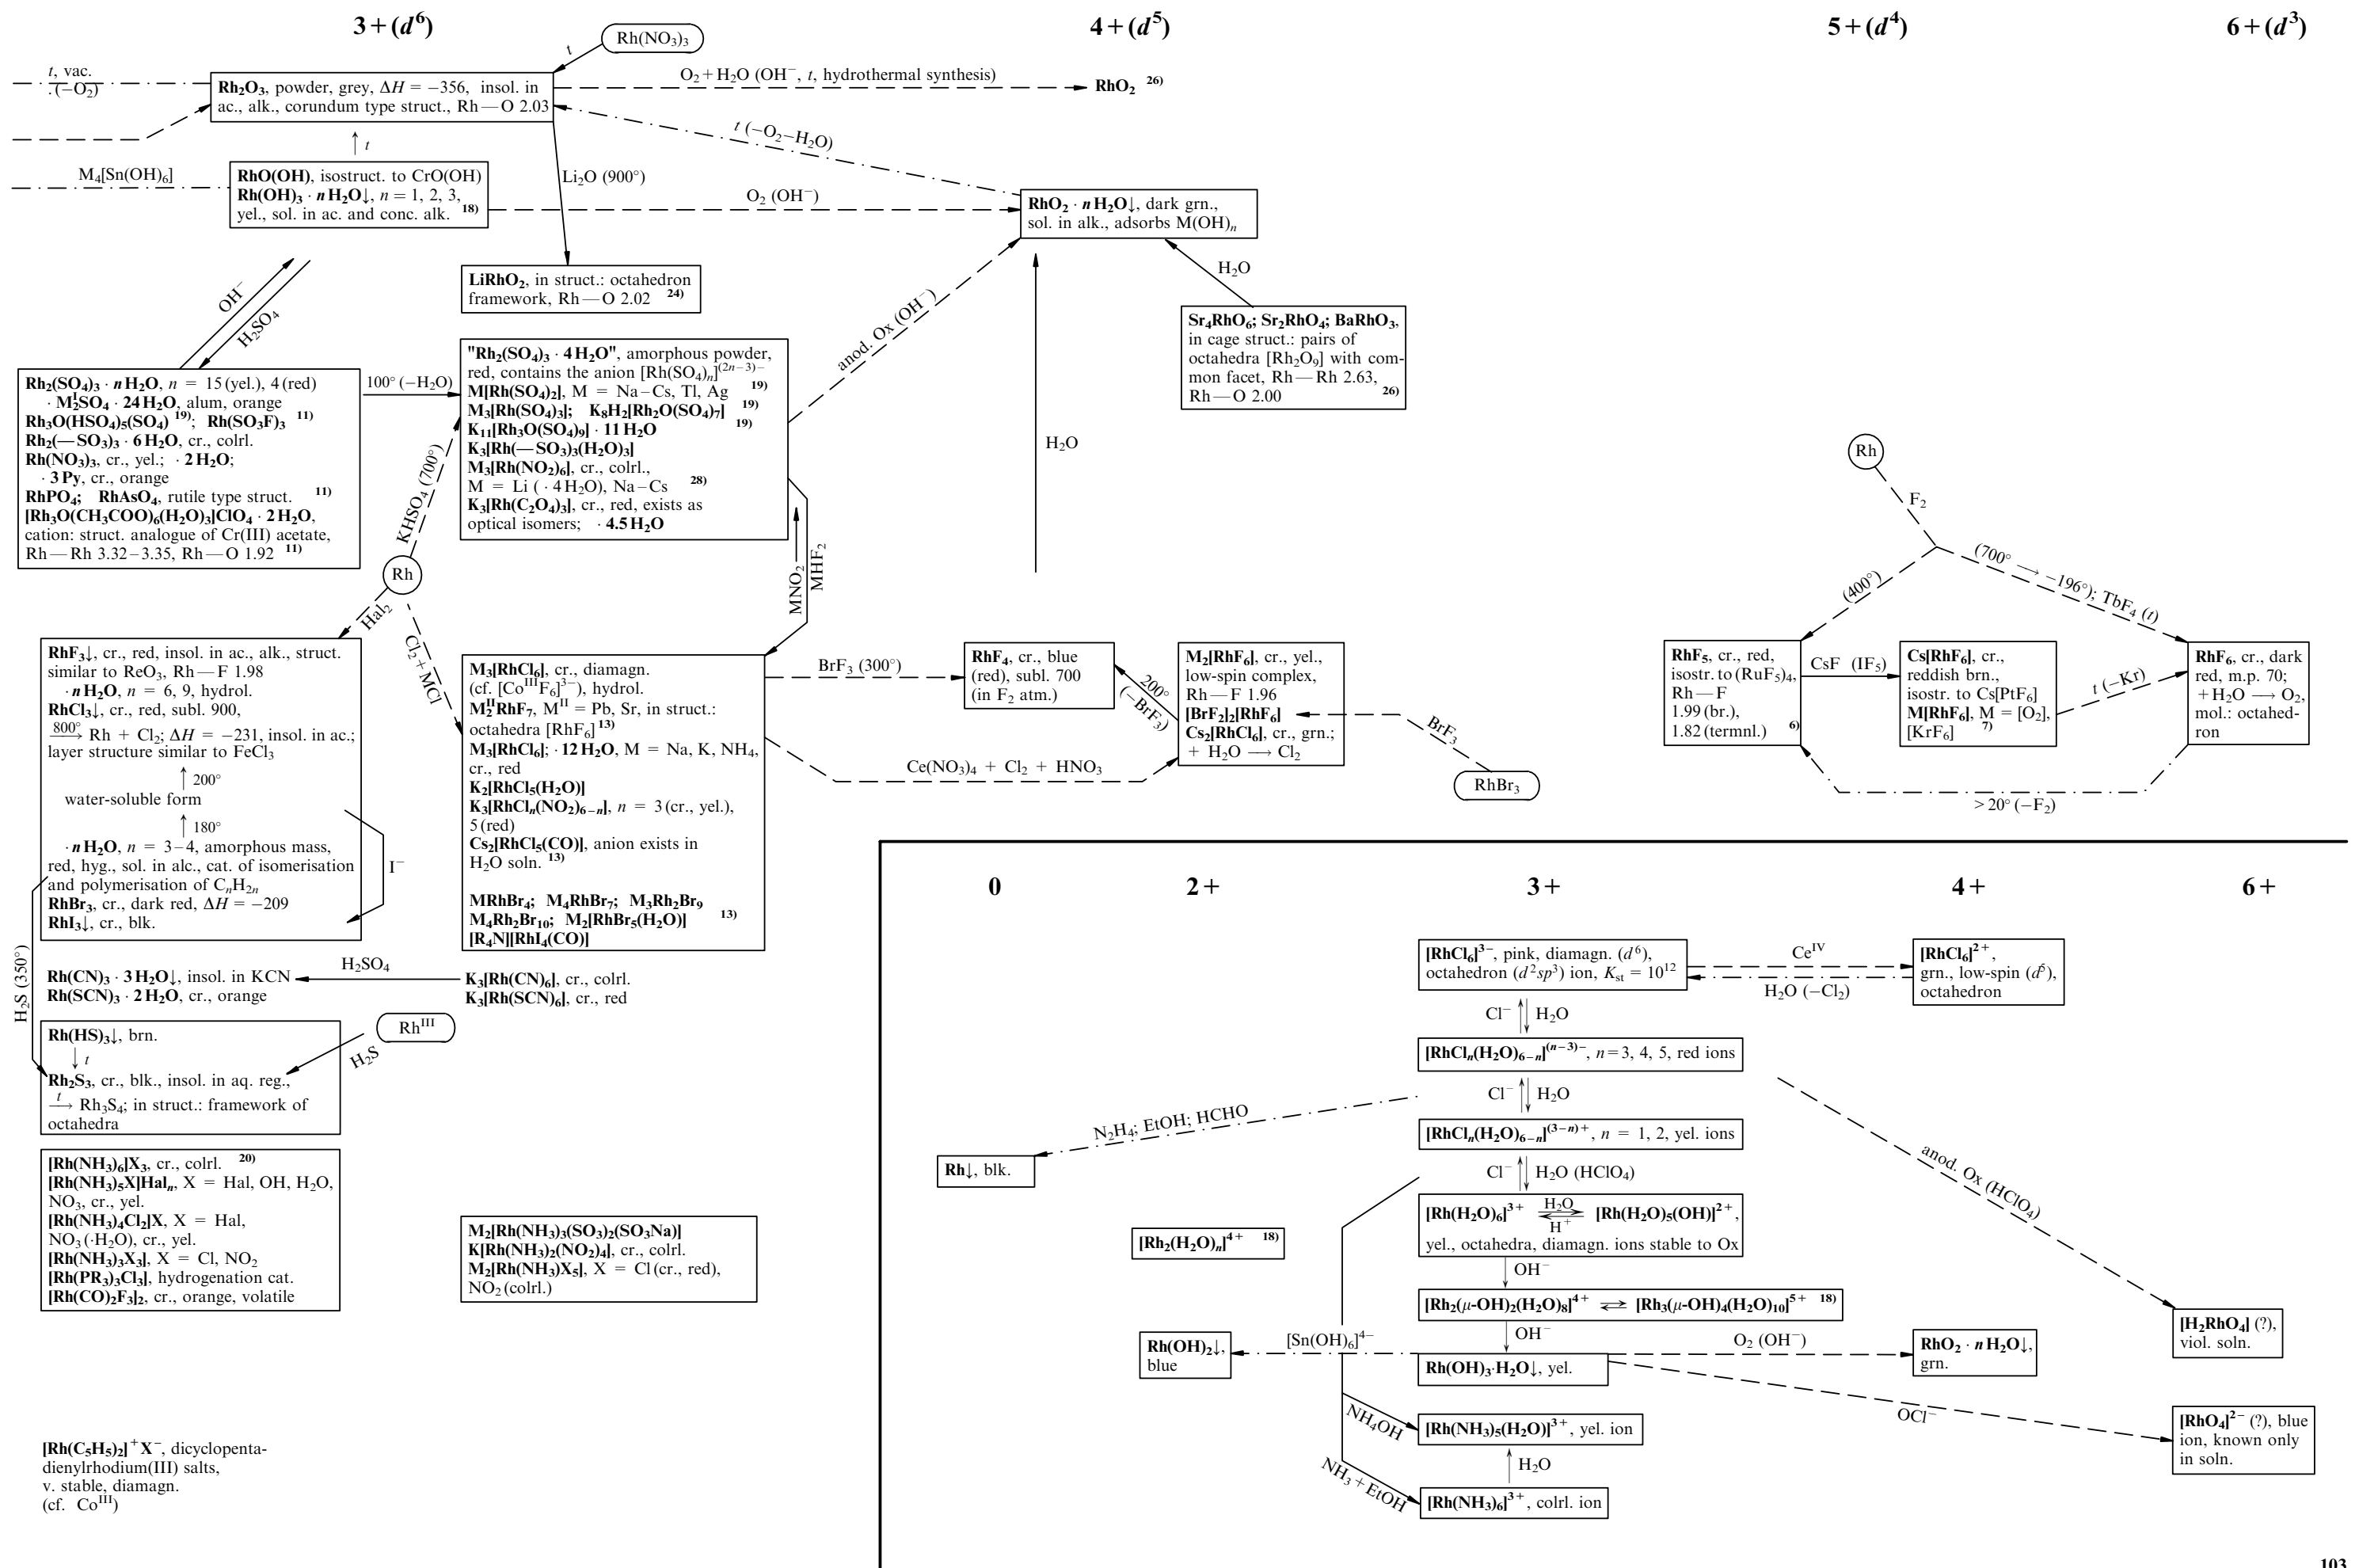 3+(d⁶)
4+(d⁵)
5+(d⁴)
6+(d³)
t, vac.
(−O₂)
Rh(NO₃)₃
t
Rh₂O₃, powder, grey, ΔH = −356, insol. in
ac., alk., corundum type struct., Rh—O 2.03
O₂+H₂O (OH⁻, t, hydrothermal synthesis)
RhO₂ ²⁶⁾
t (−O₂−H₂O)
↑ t
M₄[Sn(OH)₆]
RhO(OH), isostruct. to CrO(OH)
Rh(OH)₃ · nH₂O↓, n = 1, 2, 3,
yel., sol. in ac. and conc. alk. ¹⁸⁾
Li₂O (900°)
O₂ (OH⁻)
RhO₂ · nH₂O↓, dark grn.,
sol. in alk., adsorbs M(OH)ₙ
OH⁻
H₂SO₄
LiRhO₂, in struct.: octahedron
framework, Rh—O 2.02 ²⁴⁾
anod. Ox (OH⁻)
H₂O
H₂O
Sr₄RhO₆; Sr₂RhO₄; BaRhO₃,
in cage struct.: pairs of
octahedra [Rh₂O₉] with com-
mon facet, Rh—Rh 2.63,
Rh—O 2.00 ²⁶⁾
Rh₂(SO₄)₃ · nH₂O, n = 15 (yel.), 4 (red)
· M₂ᴵSO₄ · 24H₂O, alum, orange
Rh₃O(HSO₄)₅(SO₄) ¹⁹⁾; Rh(SO₃F)₃ ¹¹⁾
Rh₂(—SO₃)₃ · 6H₂O, cr., colrl.
Rh(NO₃)₃, cr., yel.; · 2H₂O;
· 3Py, cr., orange
RhPO₄; RhAsO₄, rutile type struct. ¹¹⁾
[Rh₃O(CH₃COO)₆(H₂O)₃]ClO₄ · 2H₂O,
cation: struct. analogue of Cr(III) acetate,
Rh—Rh 3.32–3.35, Rh—O 1.92 ¹¹⁾
100° (−H₂O)
"Rh₂(SO₄)₃ · 4H₂O", amorphous powder,
red, contains the anion [Rh(SO₄)ₙ]⁽²ⁿ⁻³⁾⁻
M[Rh(SO₄)₂], M = Na–Cs, Tl, Ag ¹⁹⁾
M₃[Rh(SO₄)₃]; K₈H₂[Rh₂O(SO₄)₇] ¹⁹⁾
K₁₁[Rh₃O(SO₄)₉] · 11H₂O ¹⁹⁾
K₃[Rh(—SO₃)₃(H₂O)₃]
M₃[Rh(NO₂)₆], cr., colrl.,
M = Li ( · 4H₂O), Na–Cs ²⁸⁾
K₃[Rh(C₂O₄)₃], cr., red, exists as
optical isomers; · 4.5H₂O
KHSO₄ (700°)
Rh
Hal₂
Cl₂+MCl
MNO₂
MHF₂
Rh
F₂
(400°)
(700° ⟶ −196°); TbF₄ (t)
RhF₃↓, cr., red, insol. in ac., alk., struct.
similar to ReO₃, Rh—F 1.98
· nH₂O, n = 6, 9, hydrol.
RhCl₃↓, cr., red, subl. 900,
800°⟶ Rh + Cl₂; ΔH = −231, insol. in ac.;
layer structure similar to FeCl₃
↑ 200°
water-soluble form
↑ 180°
· nH₂O, n = 3–4, amorphous mass,
red, hyg., sol. in alc., cat. of isomerisation
and polymerisation of CₙH₂ₙ
RhBr₃, cr., dark red, ΔH = −209
RhI₃↓, cr., blk.
I⁻
H₂S (350°)
M₃[RhCl₆], cr., diamagn.
(cf. [CoᴵᴵᴵF₆]³⁻), hydrol.
M₂ᴵᴵRhF₇, Mᴵᴵ = Pb, Sr, in struct.:
octahedra [RhF₆] ¹³⁾
M₃[RhCl₆]; · 12H₂O, M = Na, K, NH₄,
cr., red
K₂[RhCl₅(H₂O)]
K₃[RhClₙ(NO₂)₆₋ₙ], n = 3 (cr., yel.),
5 (red)
Cs₂[RhCl₅(CO)], anion exists in
H₂O soln. ¹³⁾
MRhBr₄; M₄RhBr₇; M₃Rh₂Br₉
M₄Rh₂Br₁₀; M₂[RhBr₅(H₂O)] ¹³⁾
[R₄N][RhI₄(CO)]
BrF₃ (300°)
RhF₄, cr., blue
(red), subl. 700
(in F₂ atm.)
200°
(−BrF₃)
M₂[RhF₆], cr., yel.,
low-spin complex,
Rh—F 1.96
[BrF₂]₂[RhF₆]
Cs₂[RhCl₆], cr., grn.;
+ H₂O ⟶ Cl₂
BrF₃
RhBr₃
Ce(NO₃)₄ + Cl₂ + HNO₃
RhF₅, cr., red,
isostr. to (RuF₅)₄,
Rh—F
1.99 (br.),
1.82 (termnl.) ⁶⁾
CsF (IF₅)
Cs[RhF₆], cr.,
reddish brn.,
isostr. to Cs[PtF₆]
M[RhF₆], M = [O₂],
[KrF₆] ⁷⁾
t (−Kr)
RhF₆, cr., dark
red, m.p. 70;
+H₂O ⟶ O₂,
mol.: octahed-
ron
> 20° (−F₂)
Rh(CN)₃ · 3H₂O↓, insol. in KCN
Rh(SCN)₃ · 2H₂O, cr., orange
H₂SO₄
K₃[Rh(CN)₆], cr., colrl.
K₃[Rh(SCN)₆], cr., red
Rhᴵᴵᴵ
H₂S
Rh(HS)₃↓, brn.
↓ t
Rh₂S₃, cr., blk., insol. in aq. reg.,
t⟶ Rh₃S₄; in struct.: framework of
octahedra
[Rh(NH₃)₆]X₃, cr., colrl. ²⁰⁾
[Rh(NH₃)₅X]Halₙ, X = Hal, OH, H₂O,
NO₃, cr., yel.
[Rh(NH₃)₄Cl₂]X, X = Hal,
NO₃ (·H₂O), cr., yel.
[Rh(NH₃)₃X₃], X = Cl, NO₂
[Rh(PR₃)₃Cl₃], hydrogenation cat.
[Rh(CO)₂F₃]₂, cr., orange, volatile
M₂[Rh(NH₃)₃(SO₃)₂(SO₃Na)]
K[Rh(NH₃)₂(NO₂)₄], cr., colrl.
M₂[Rh(NH₃)X₅], X = Cl (cr., red),
NO₂ (colrl.)
[Rh(C₅H₅)₂]⁺X⁻, dicyclopenta-
dienylrhodium(III) salts,
v. stable, diamagn.
(cf. Coᴵᴵᴵ)
0
2+
3+
4+
6+
[RhCl₆]³⁻, pink, diamagn. (d⁶),
octahedron (d²sp³) ion, Kst = 10¹²
Ceᴵⱽ
H₂O (−Cl₂)
[RhCl₆]²⁺,
grn., low-spin (d⁵),
octahedron
Cl⁻ ↑↓ H₂O
[RhClₙ(H₂O)₆₋ₙ]⁽ⁿ⁻³⁾⁻, n=3, 4, 5, red ions
Cl⁻ ↑↓ H₂O
N₂H₄; EtOH; HCHO
[RhClₙ(H₂O)₆₋ₙ]⁽³⁻ⁿ⁾⁺, n = 1, 2, yel. ions
Rh↓, blk.
Cl⁻ ↑↓ H₂O (HClO₄)
anod. Ox (HClO₄)
[Rh(H₂O)₆]³⁺ H₂O ⇌ H⁺ [Rh(H₂O)₅(OH)]²⁺,
yel., octahedra, diamagn. ions stable to Ox
[Rh₂(H₂O)ₙ]⁴⁺ ¹⁸⁾
↓ OH⁻
[Rh₂(μ-OH)₂(H₂O)₈]⁴⁺ ⇌ [Rh₃(μ-OH)₄(H₂O)₁₀]⁵⁺ ¹⁸⁾
↓ OH⁻
Rh(OH)₂↓,
blue
[Sn(OH)₆]⁴⁻
Rh(OH)₃·H₂O↓, yel.
O₂ (OH⁻)
RhO₂ · nH₂O↓,
grn.
[H₂RhO₄] (?),
viol. soln.
OCl⁻
[RhO₄]²⁻ (?), blue
ion, known only
in soln.
NH₄OH
[Rh(NH₃)₅(H₂O)]³⁺, yel. ion
↑ H₂O
NH₃ + EtOH
[Rh(NH₃)₆]³⁺, colrl. ion
103